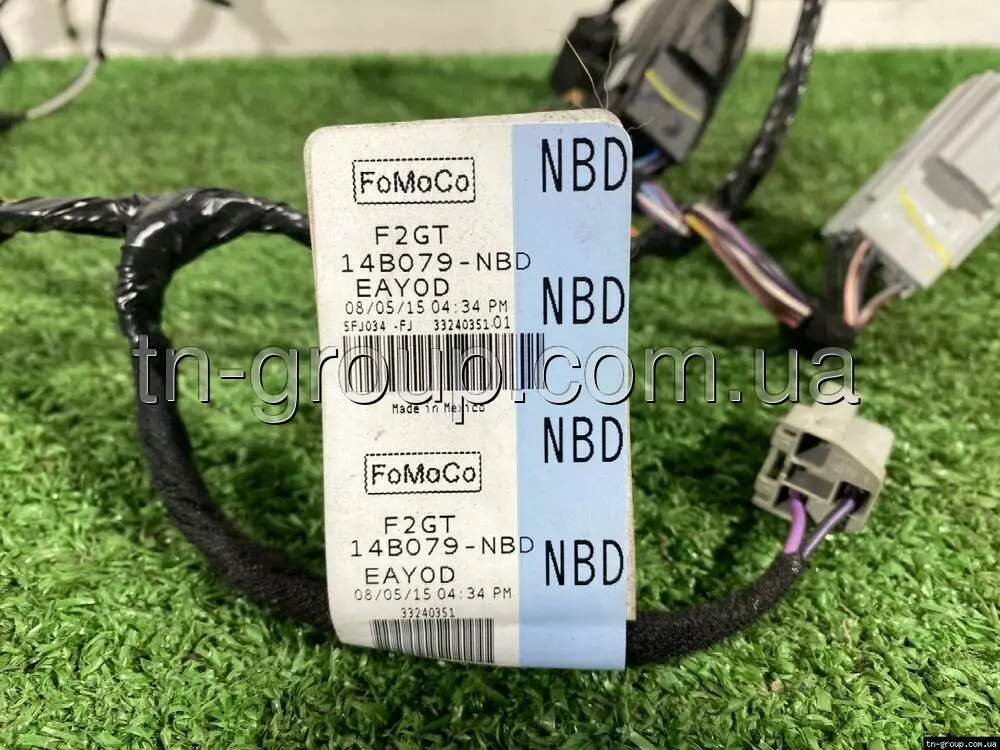 FoMoCo
F2GT
14B079-NBD
EAY0D
08/05/15 04:34 PM
5FJ034 -FJ 33240351 01
Made in Mexico
FoMoCo
F2GT
14B079-NBD
EAY0D
08/05/15 04:34 PM
33240351
NBD
NBD
NBD
NBD
tn-group.com.ua
tn-group.com.ua